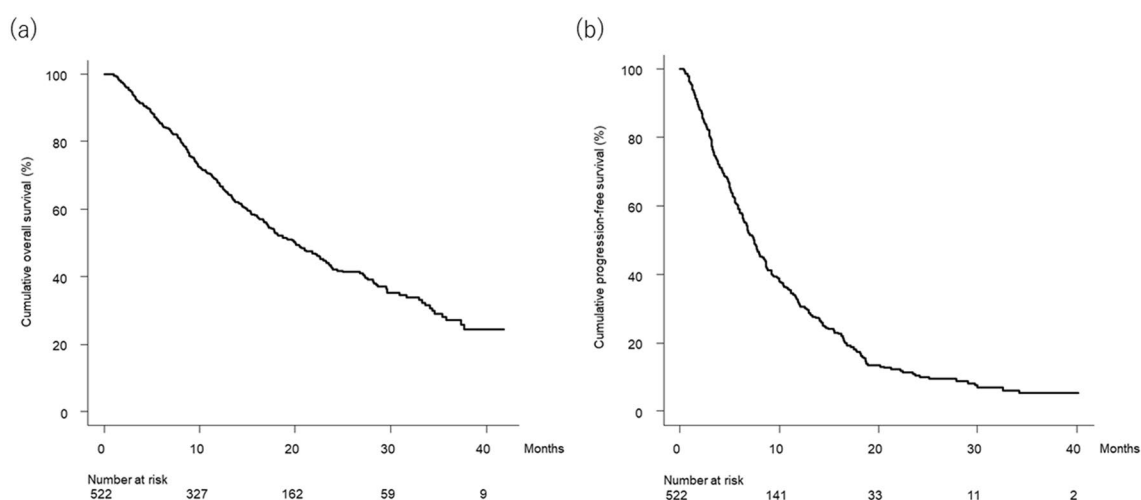 (a)
Cumulative overall survival (%)
100
80
60
40
20
0
0 10 20 30 40 Months
Number at risk
522 327 162 59 9
(b)
Cumulative progression-free survival (%)
100
80
60
40
20
0
0 10 20 30 40 Months
Number at risk
522 141 33 11 2